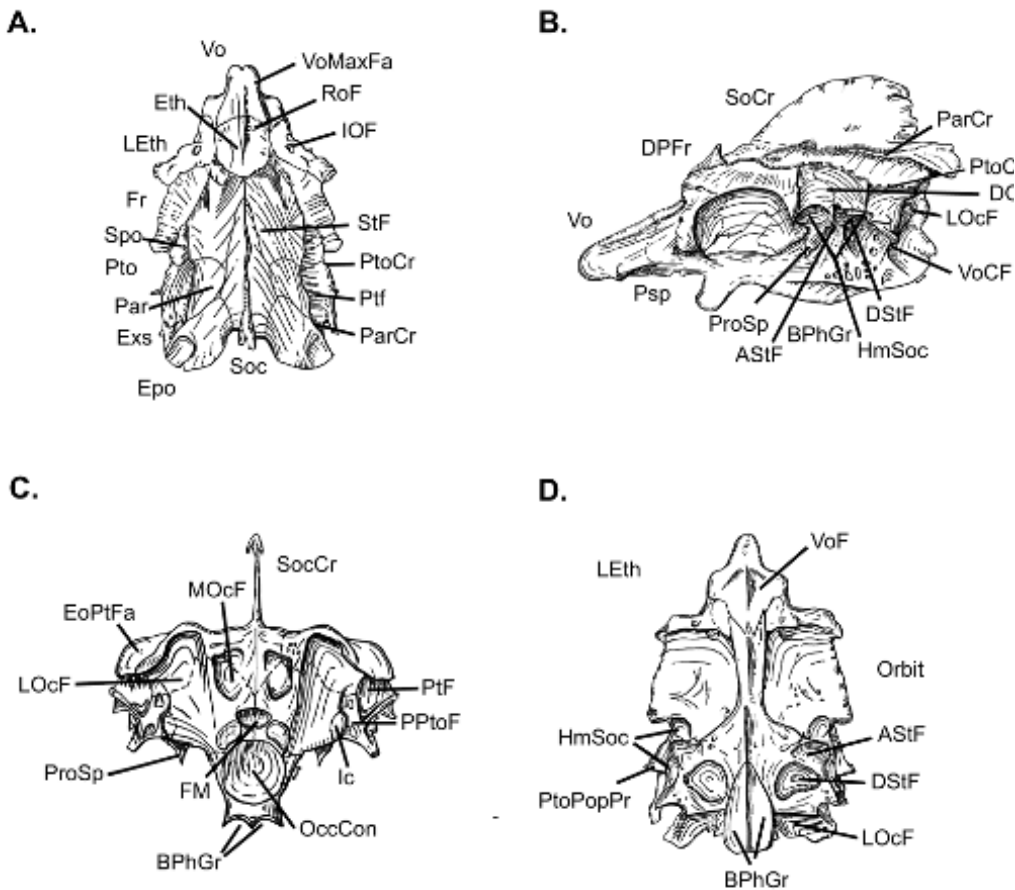 A.
Vo
VoMaxFa
Eth
RoF
LEth
IOF
Fr
Spo
StF
Pto
PtoCr
Par
Ptf
Exs
ParCr
Soc
Epo
B.
SoCr
ParCr
DPFr
PtoC
DO
Vo
LOcF
VoCF
Psp
DStF
ProSp
BPhGr
AStF
HmSoc
C.
SocCr
MOcF
EoPtFa
LOcF
PtF
PPtoF
ProSp
FM
Ic
OccCon
BPhGr
D.
VoF
LEth
Orbit
HmSoc
AStF
PtoPopPr
DStF
LOcF
BPhGr